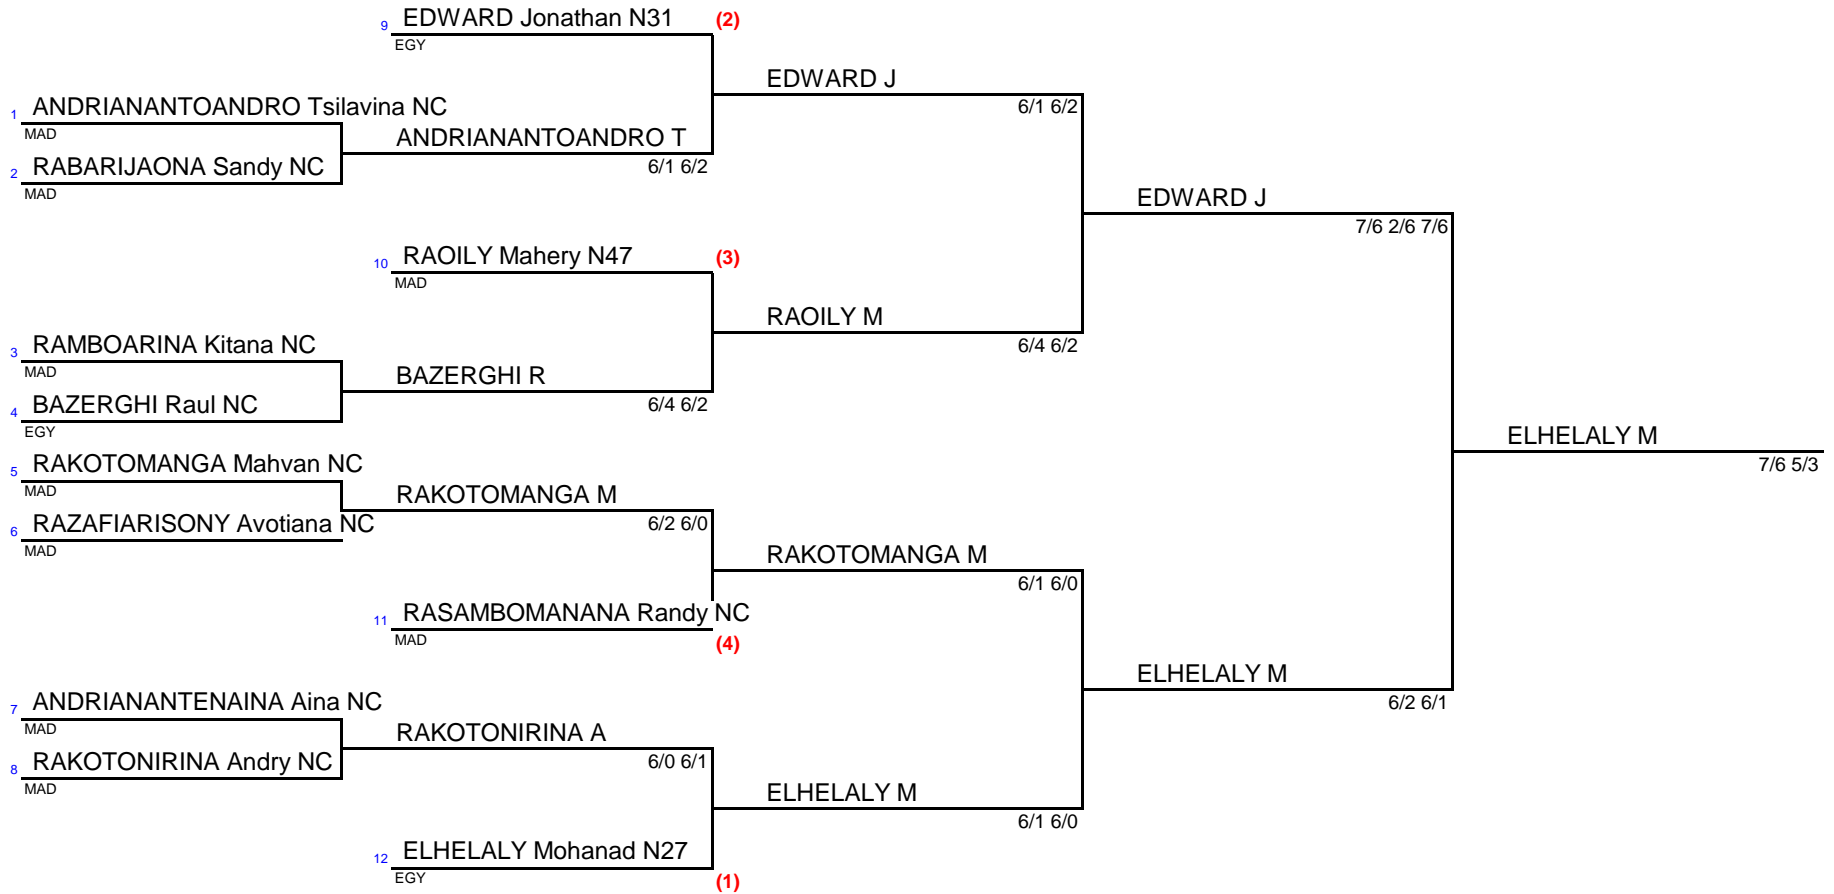 9 EDWARD Jonathan N31 (2)
EGY
EDWARD J
1 ANDRIANANTOANDRO Tsilavina NC
6/1 6/2
MAD
ANDRIANANTOANDRO T
2 RABARIJAONA Sandy NC
6/1 6/2
MAD
EDWARD J
7/6 2/6 7/6
10 RAOILY Mahery N47 (3)
MAD
RAOILY M
3 RAMBOARINA Kitana NC
6/4 6/2
MAD
BAZERGHI R
4 BAZERGHI Raul NC
6/4 6/2
EGY
ELHELALY M
7/6 5/3
5 RAKOTOMANGA Mahvan NC
MAD
RAKOTOMANGA M
6 RAZAFIARISONY Avotiana NC
6/2 6/0
MAD
RAKOTOMANGA M
6/1 6/0
11 RASAMBOMANANA Randy NC
MAD
(4)
ELHELALY M
6/2 6/1
7 ANDRIANANTENAINA Aina NC
MAD
RAKOTONIRINA A
8 RAKOTONIRINA Andry NC
6/0 6/1
MAD
ELHELALY M
6/1 6/0
12 ELHELALY Mohanad N27
EGY
(1)